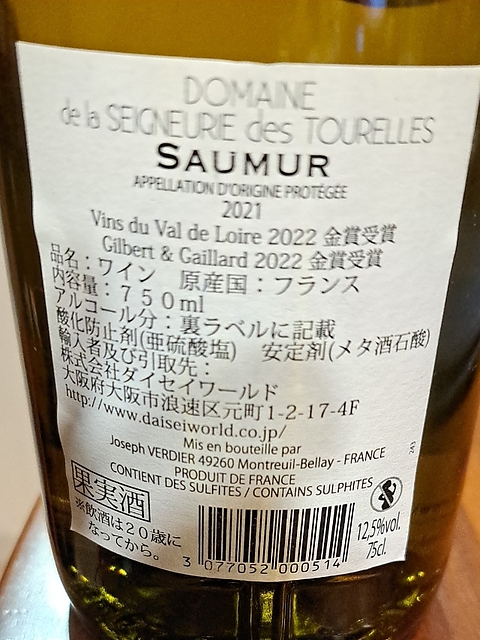 DOMAINE
de la SEIGNEURIE des TOURELLES
SAUMUR
APPELLATION D'ORIGINE PROTÉGÉE
2021
Vins du Val de Loire 2022 金賞受賞
Gilbert & Gaillard 2022 金賞受賞
品名：ワイン　原産国：フランス
内容量：７５０ml
アルコール分：裏ラベルに記載
酸化防止剤(亜硫酸塩)　安定剤(メタ酒石酸)
輸入者及び引取先：
株式会社ダイセイワールド
大阪府大阪市浪速区元町1-2-17-4F
http://www.daiseiworld.co.jp/
Mis en bouteille par
Joseph VERDIER 49260 Montreuil-Bellay - FRANCE
PRODUIT DE FRANCE
CONTIENT DES SULFITES / CONTAINS SULPHITES
果実酒
※飲酒は２０歳に
なってから。
3 077052 000514
12,5%vol.
75cl.